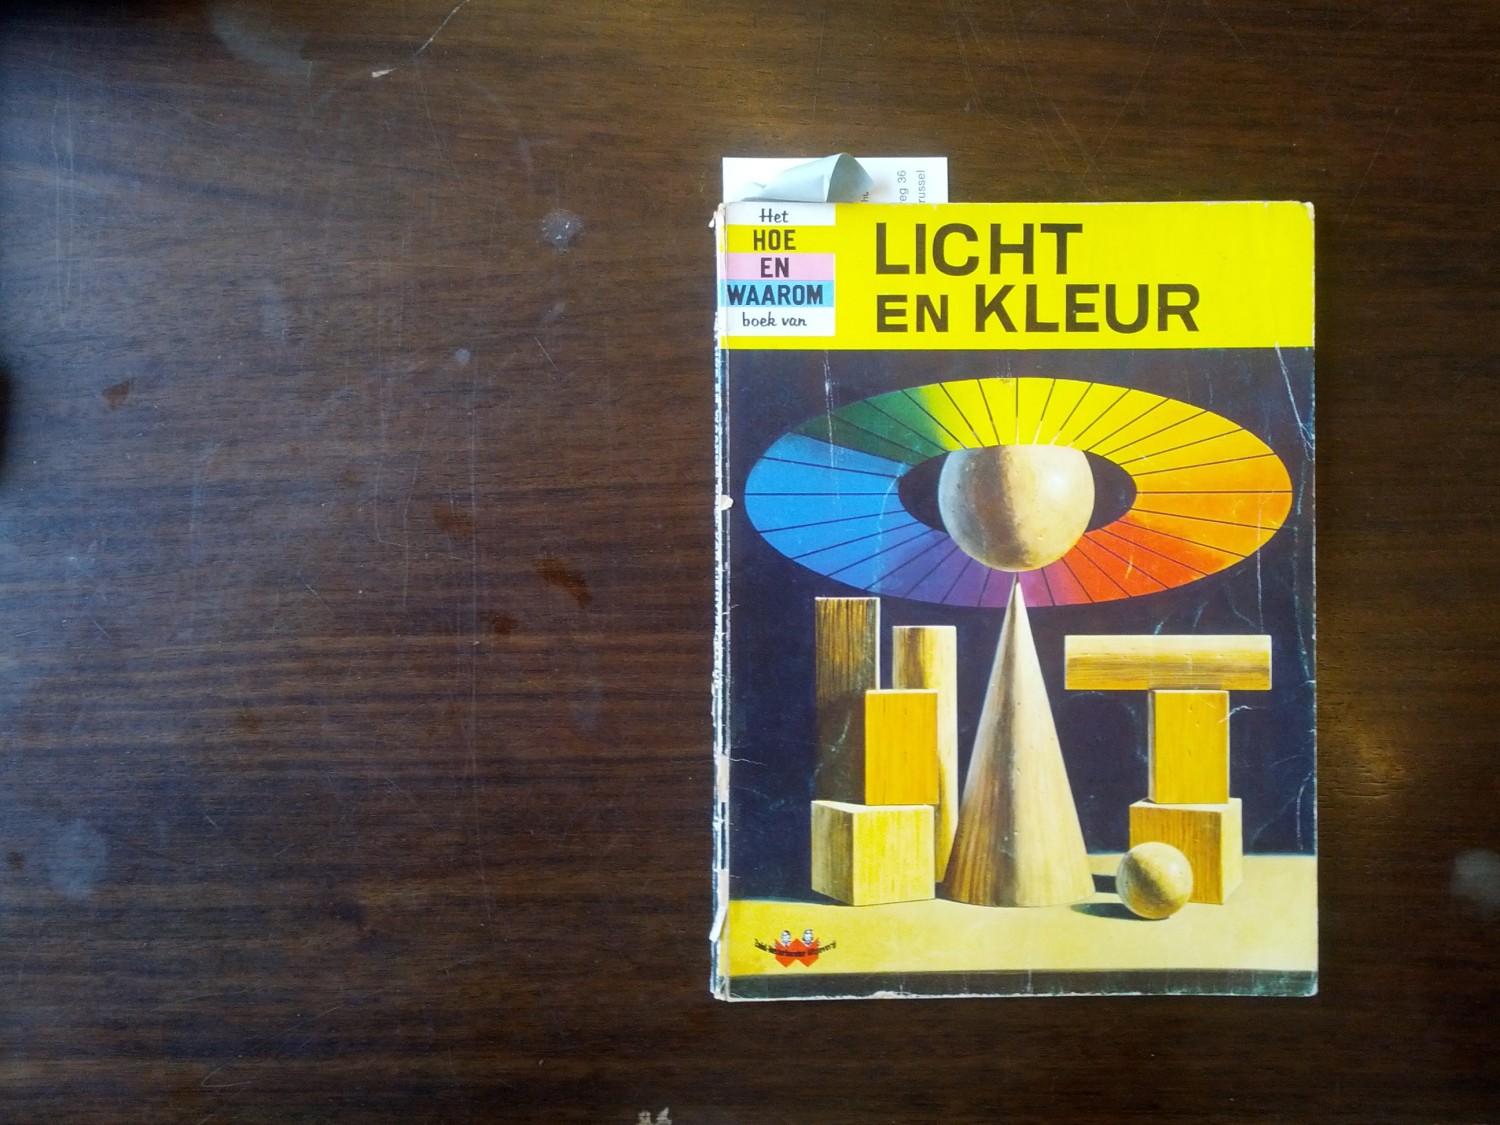 eg 36
russel
Het
HOE
EN
WAAROM
boek van
LICHT
EN KLEUR